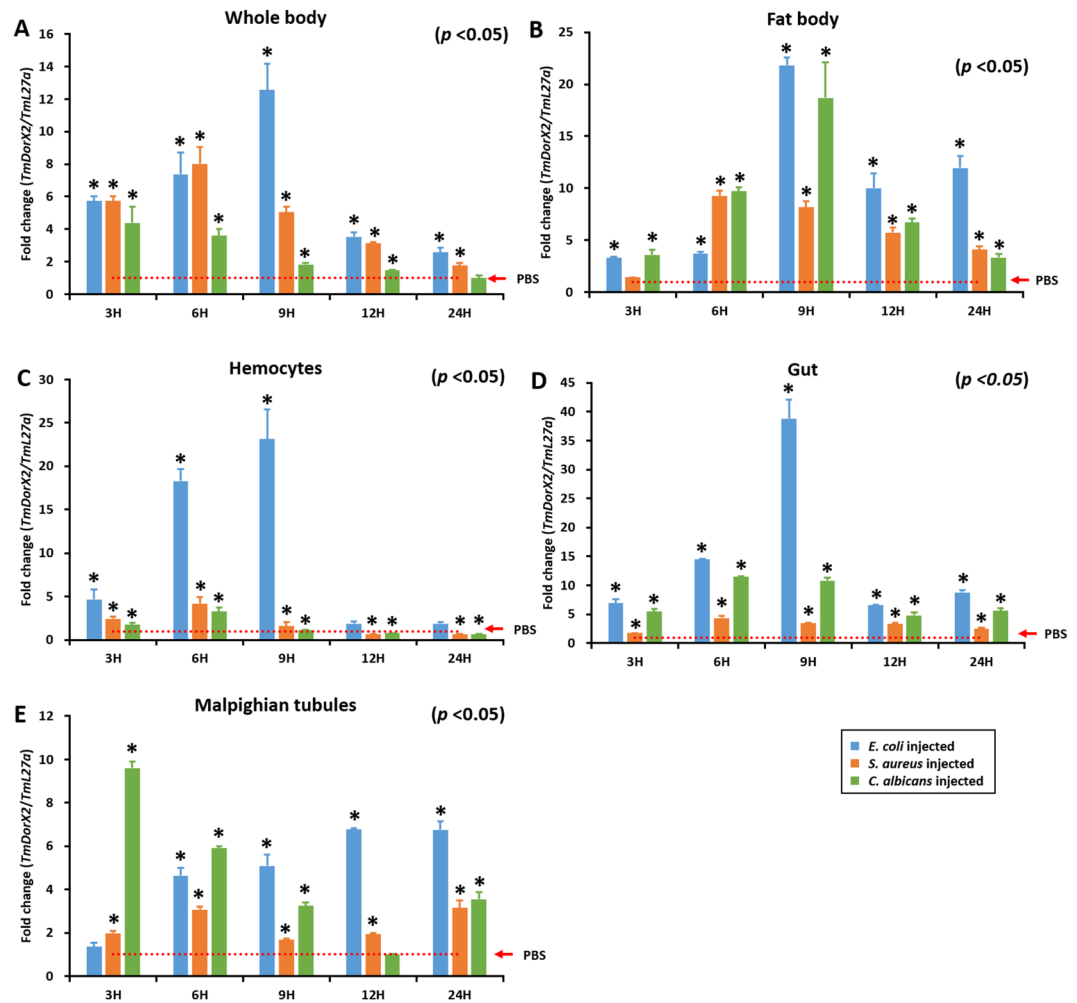 A
Whole body
(p <0.05)
Fold change (TmDorX2/TmL27a)
16
14
12
10
8
6
4
2
0
* * * * * * * * * * * * * *
PBS
3H 6H 9H 12H 24H
B
Fat body
(p <0.05)
Fold change (TmDorX2/TmL27a)
25
20
15
10
5
0
* * * * * * * * * * * * * *
PBS
3H 6H 9H 12H 24H
C
Hemocytes
(p <0.05)
Fold change (TmDorX2/TmL27a)
30
25
20
15
10
5
0
* * * * * * * * * * * * *
PBS
3H 6H 9H 12H 24H
D
Gut
(p <0.05)
Fold change (TmDorX2/TmL27a)
45
40
35
30
25
20
15
10
5
0
* * * * * * * * * * * * * * *
PBS
3H 6H 9H 12H 24H
E
Malpighian tubules
(p <0.05)
Fold change (TmDorX2/TmL27a)
12
10
8
6
4
2
0
* * * * * * * * * * * * *
PBS
3H 6H 9H 12H 24H
E. coli injected
S. aureus injected
C. albicans injected